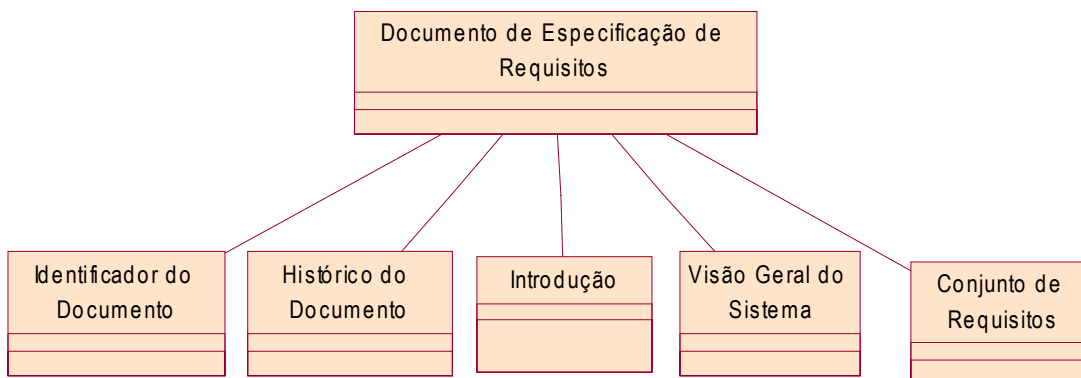 Documento de Especificação de
Requisitos
Identificador do
Documento
Histórico do
Documento
Introdução
Visão Geral do
Sistema
Conjunto de
Requisitos